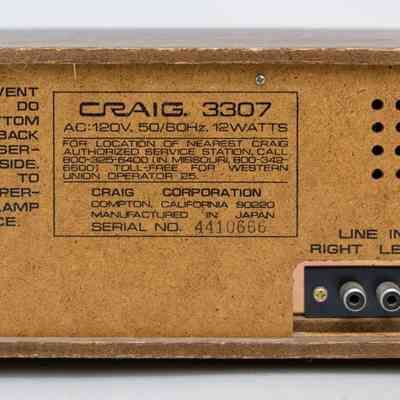 VENT
DO
TTOM
BACK
SER-
SIDE.
TO
RER-
LAMP
CE.
CRAIG. 3307
AC:120V. 50/60Hz. 12WATTS
FOR LOCATION OF NEAREST CRAIG
AUTHORIZED SERVICE STATION, CALL
800-325-6400 (IN MISSOURI, 800-342-
6600) TOLL-FREE FOR WESTERN
UNION OPERATOR 25.
CRAIG CORPORATION
COMPTON, CALIFORNIA 90220
MANUFACTURED IN JAPAN
SERIAL NO. 4410666
LINE IN
RIGHT LE